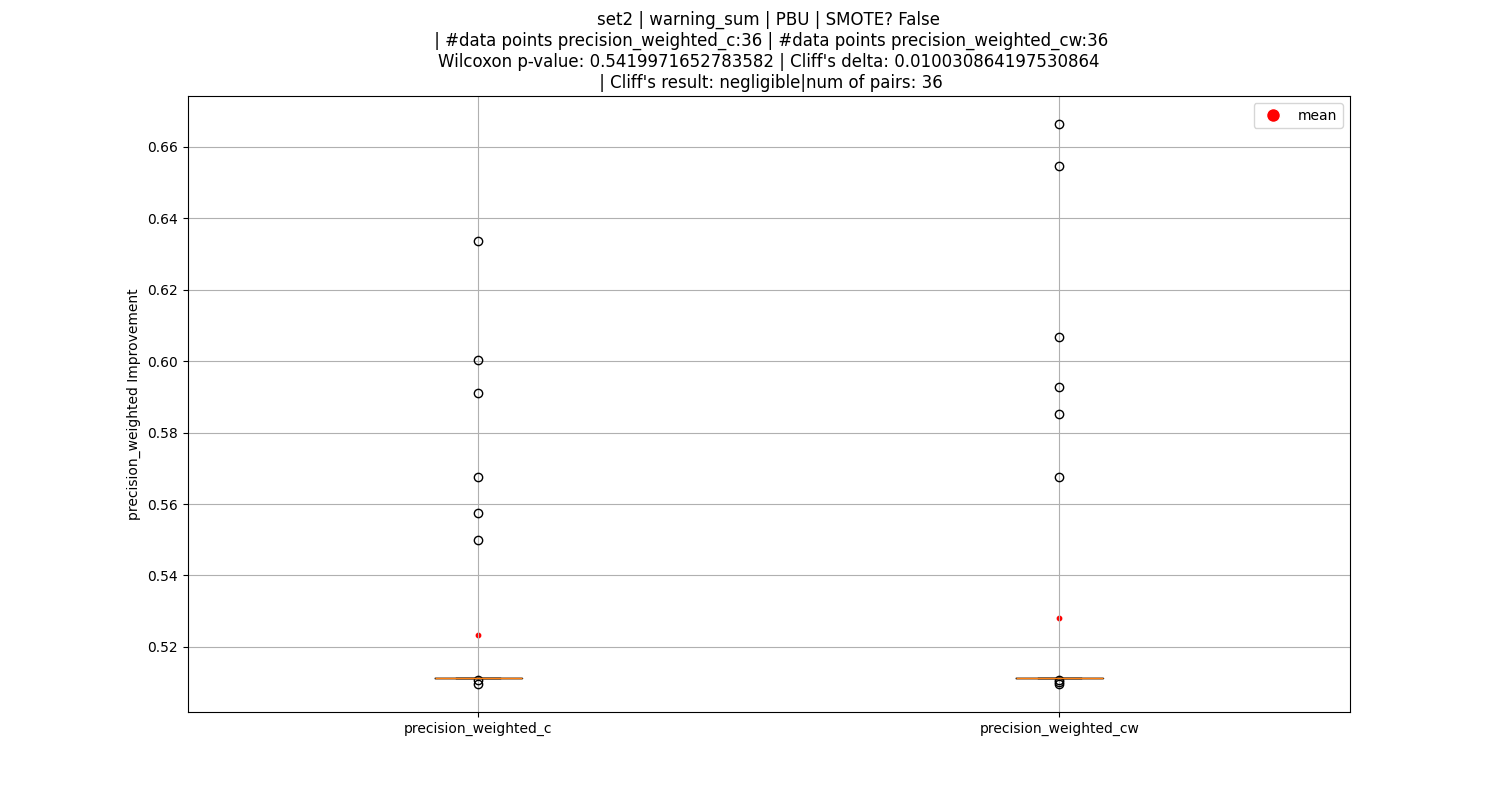 set2 | warning_sum | PBU | SMOTE? False
| #data points precision_weighted_c:36 | #data points precision_weighted_cw:36
Wilcoxon p-value: 0.5419971652783582 | Cliff's delta: 0.010030864197530864
| Cliff's result: negligible|num of pairs: 36
mean
precision_weighted Improvement
0.66
0.64
0.62
0.60
0.58
0.56
0.54
0.52
precision_weighted_c
precision_weighted_cw